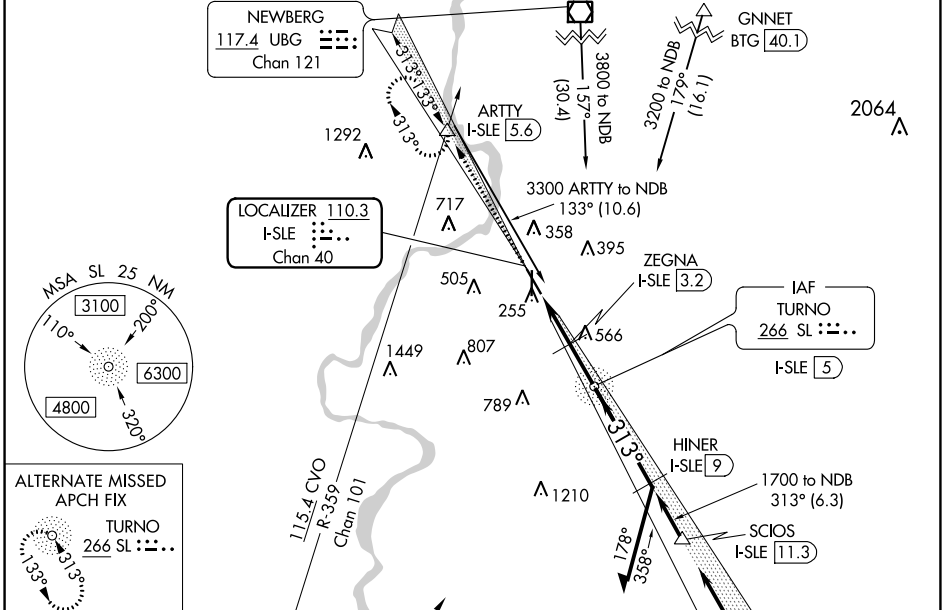 NEWBERG
117.4 UBG
Chan 121
313°
133°
313°
ARTTY
I-SLE 5.6
3800 to NDB
157°
(30.4)
GNNET
BTG 40.1
3200 to NDB
179°
(16.1)
2064
1292
3300 ARTTY to NDB
133° (10.6)
LOCALIZER 110.3
I-SLE
Chan 40
717
358
395
505
255
ZEGNA
I-SLE 3.2
566
IAF
TURNO
266 SL
I-SLE 5
MSA SL 25 NM
3100
110°
200°
6300
4800
320°
1449
807
789
313°
HINER
I-SLE 9
1700 to NDB
313° (6.3)
SCIOS
I-SLE 11.3
1210
178°
358°
115.4 CVO
R-359
Chan 101
ALTERNATE MISSED
APCH FIX
TURNO
266 SL
313°
133°